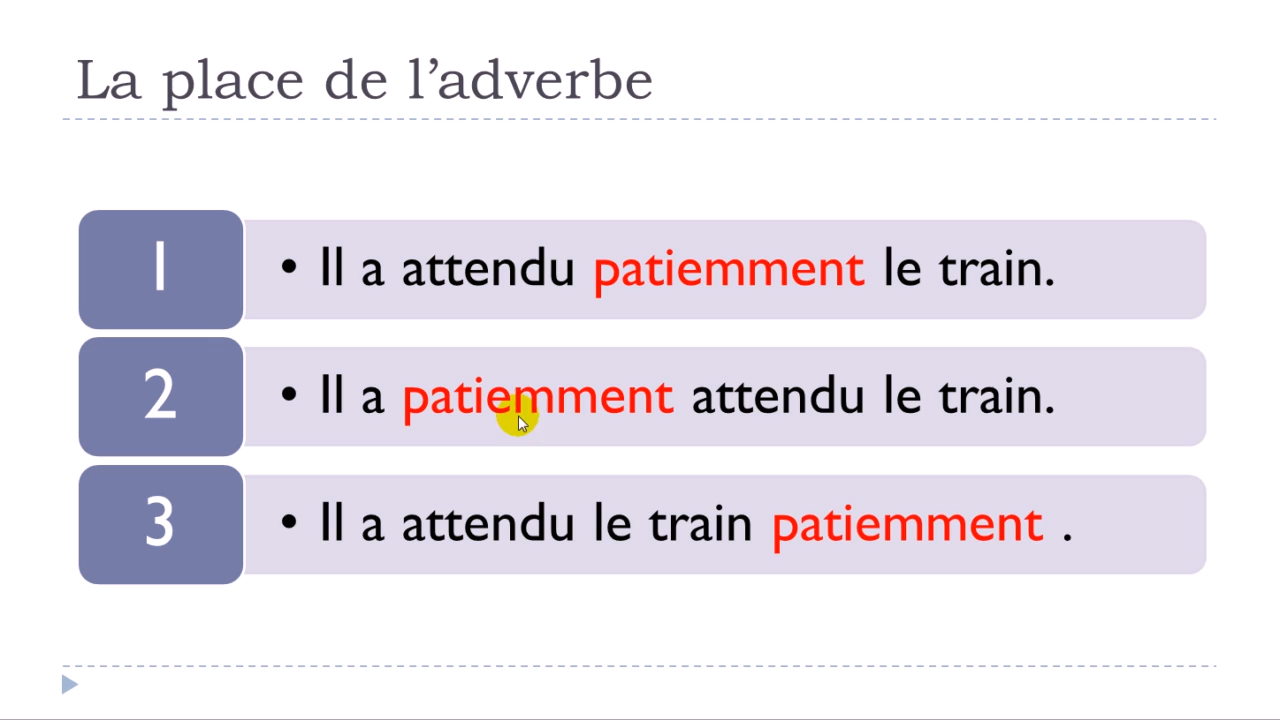 La place de l’adverbe
1
• Il a attendu patiemment le train.
2
• Il a patiemment attendu le train.
3
• Il a attendu le train patiemment .